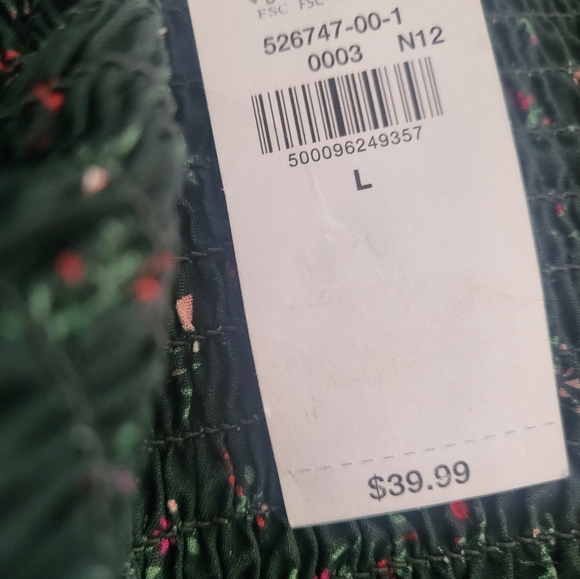 FSC FSC
526747-00-1
0003 N12
500096249357
L
$39.99